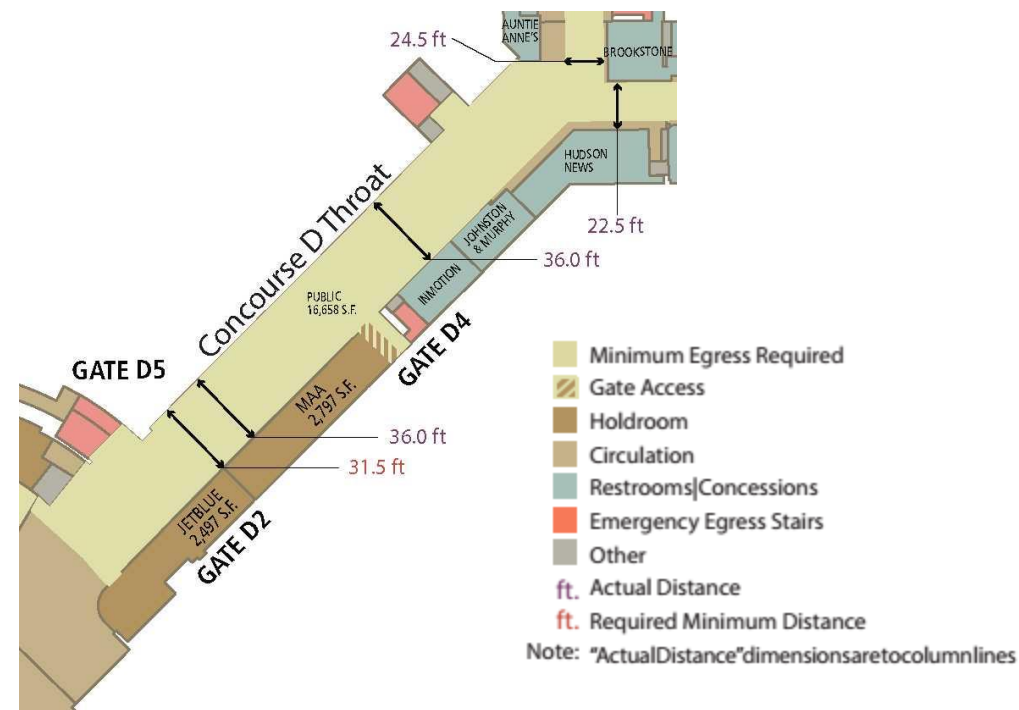 AUNTIE
ANNE'S
24.5 ft
BROOKSTONE
HUDSON
NEWS
22.5 ft
Concourse D Throat
JOHNSTON
& MURPHY
36.0 ft
INMOTION
PUBLIC
16,658 S.F.
GATE D4
GATE D5
MAA
2,797 S.F.
36.0 ft
31.5 ft
JETBLUE
2,497 S.F.
GATE D2
Minimum Egress Required
Gate Access
Holdroom
Circulation
Restrooms|Concessions
Emergency Egress Stairs
Other
ft. Actual Distance
ft. Required Minimum Distance
Note: "ActualDistance"dimensionsaretocolumnlines